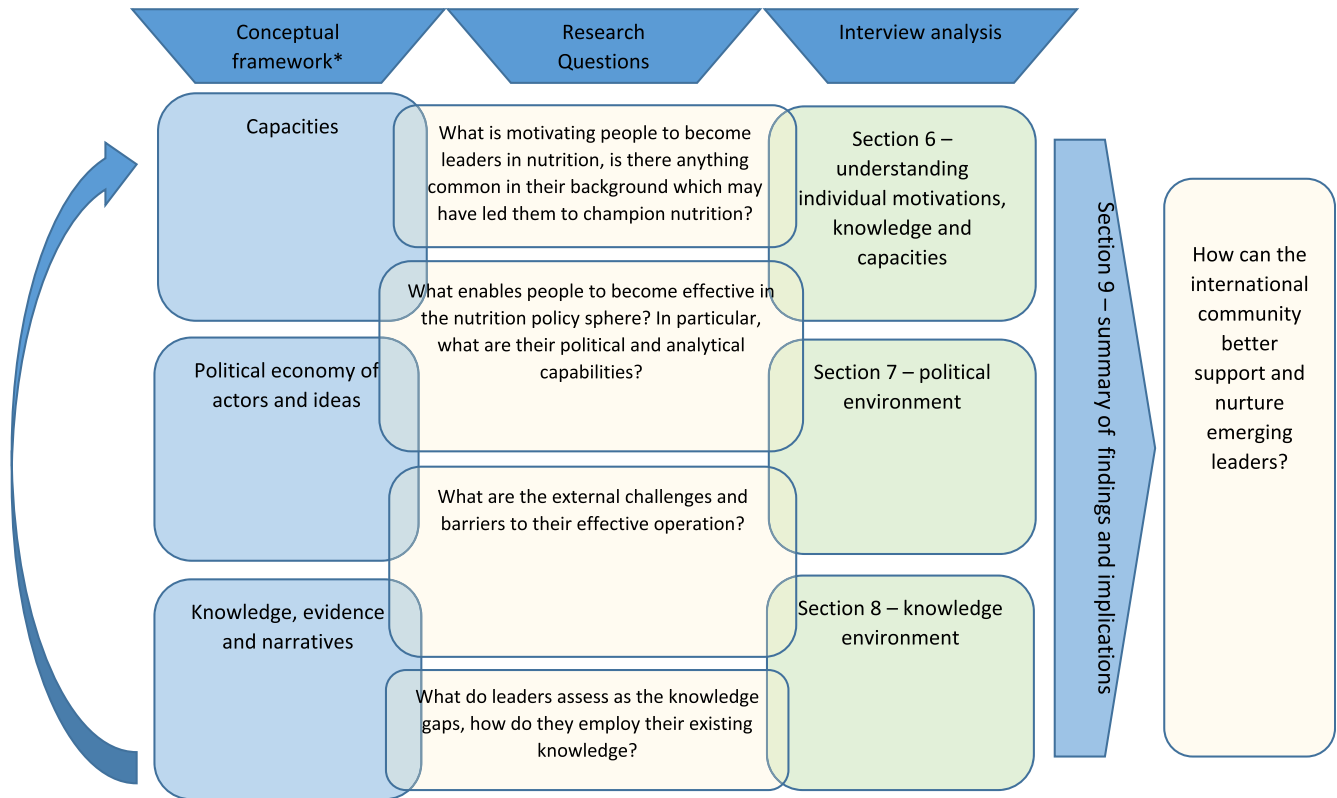 Conceptual
framework*
Research
Questions
Interview analysis
Capacities
What is motivating people to become
leaders in nutrition, is there anything
common in their background which may
have led them to champion nutrition?
Section 6 –
understanding
individual motivations,
knowledge and
capacities
What enables people to become effective in
the nutrition policy sphere? In particular,
what are their political and analytical
capabilities?
Political economy of
actors and ideas
Section 7 – political
environment
What are the external challenges and
barriers to their effective operation?
Knowledge, evidence
and narratives
Section 8 – knowledge
environment
What do leaders assess as the knowledge
gaps, how do they employ their existing
knowledge?
Section 9 – summary of findings and implications
How can the
international
community
better
support and
nurture
emerging
leaders?